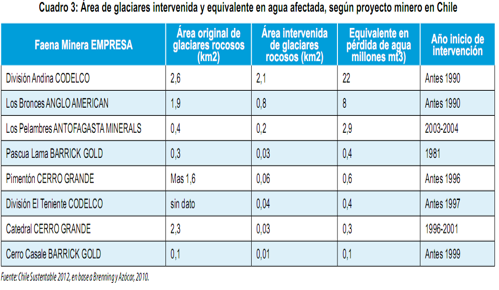 Cuadro 3: Área de glaciares intervenida y equivalente en agua afectada, según proyecto minero en Chile
Faena Minera EMPRESA | Área original de glaciares rocosos (km2) | Área intervenida de glaciares rocosos (km2) | Equivalente en pérdida de agua millones mt3) | Año inicio de intervención
División Andina CODELCO | 2,6 | 2,1 | 22 | Antes 1990
Los Bronces ANGLO AMERICAN | 1,9 | 0,8 | 8 | Antes 1990
Los Pelambres ANTOFAGASTA MINERALS | 0,4 | 0,2 | 2,9 | 2003-2004
Pascua Lama BARRICK GOLD | 0,3 | 0,03 | 0,4 | 1981
Pimentón CERRO GRANDE | Mas 1,6 | 0,06 | 0,6 | Antes 1996
División El Teniente CODELCO | sin dato | 0,04 | 0,4 | Antes 1997
Catedral CERRO GRANDE | 2,3 | 0,03 | 0,3 | 1996-2001
Cerro Casale BARRICK GOLD | 0,1 | 0,01 | 0,1 | Antes 1999
Fuente: Chile Sustentable 2012, en base a Brenning y Azócar, 2010.